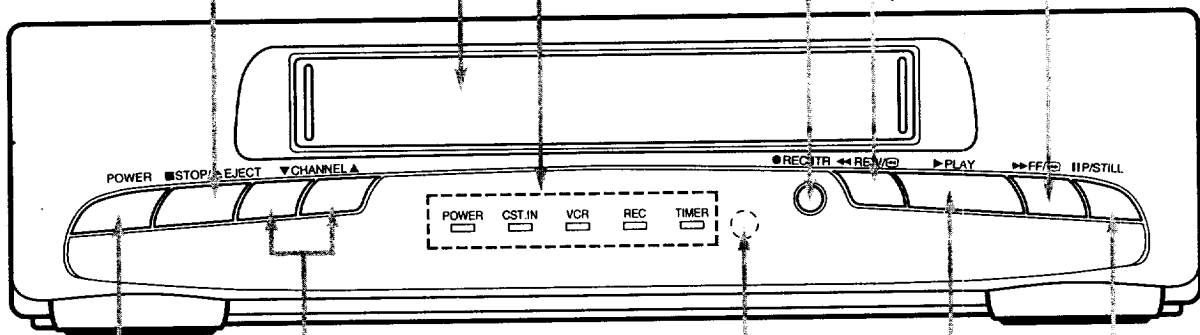 POWER ■STOP/▲EJECT ▼CHANNEL▲ ●REC/ITR ◀◀REW/ ▶PLAY ▶▶FF/ ❙❙P/STILL
POWER CST.IN VCR REC TIMER